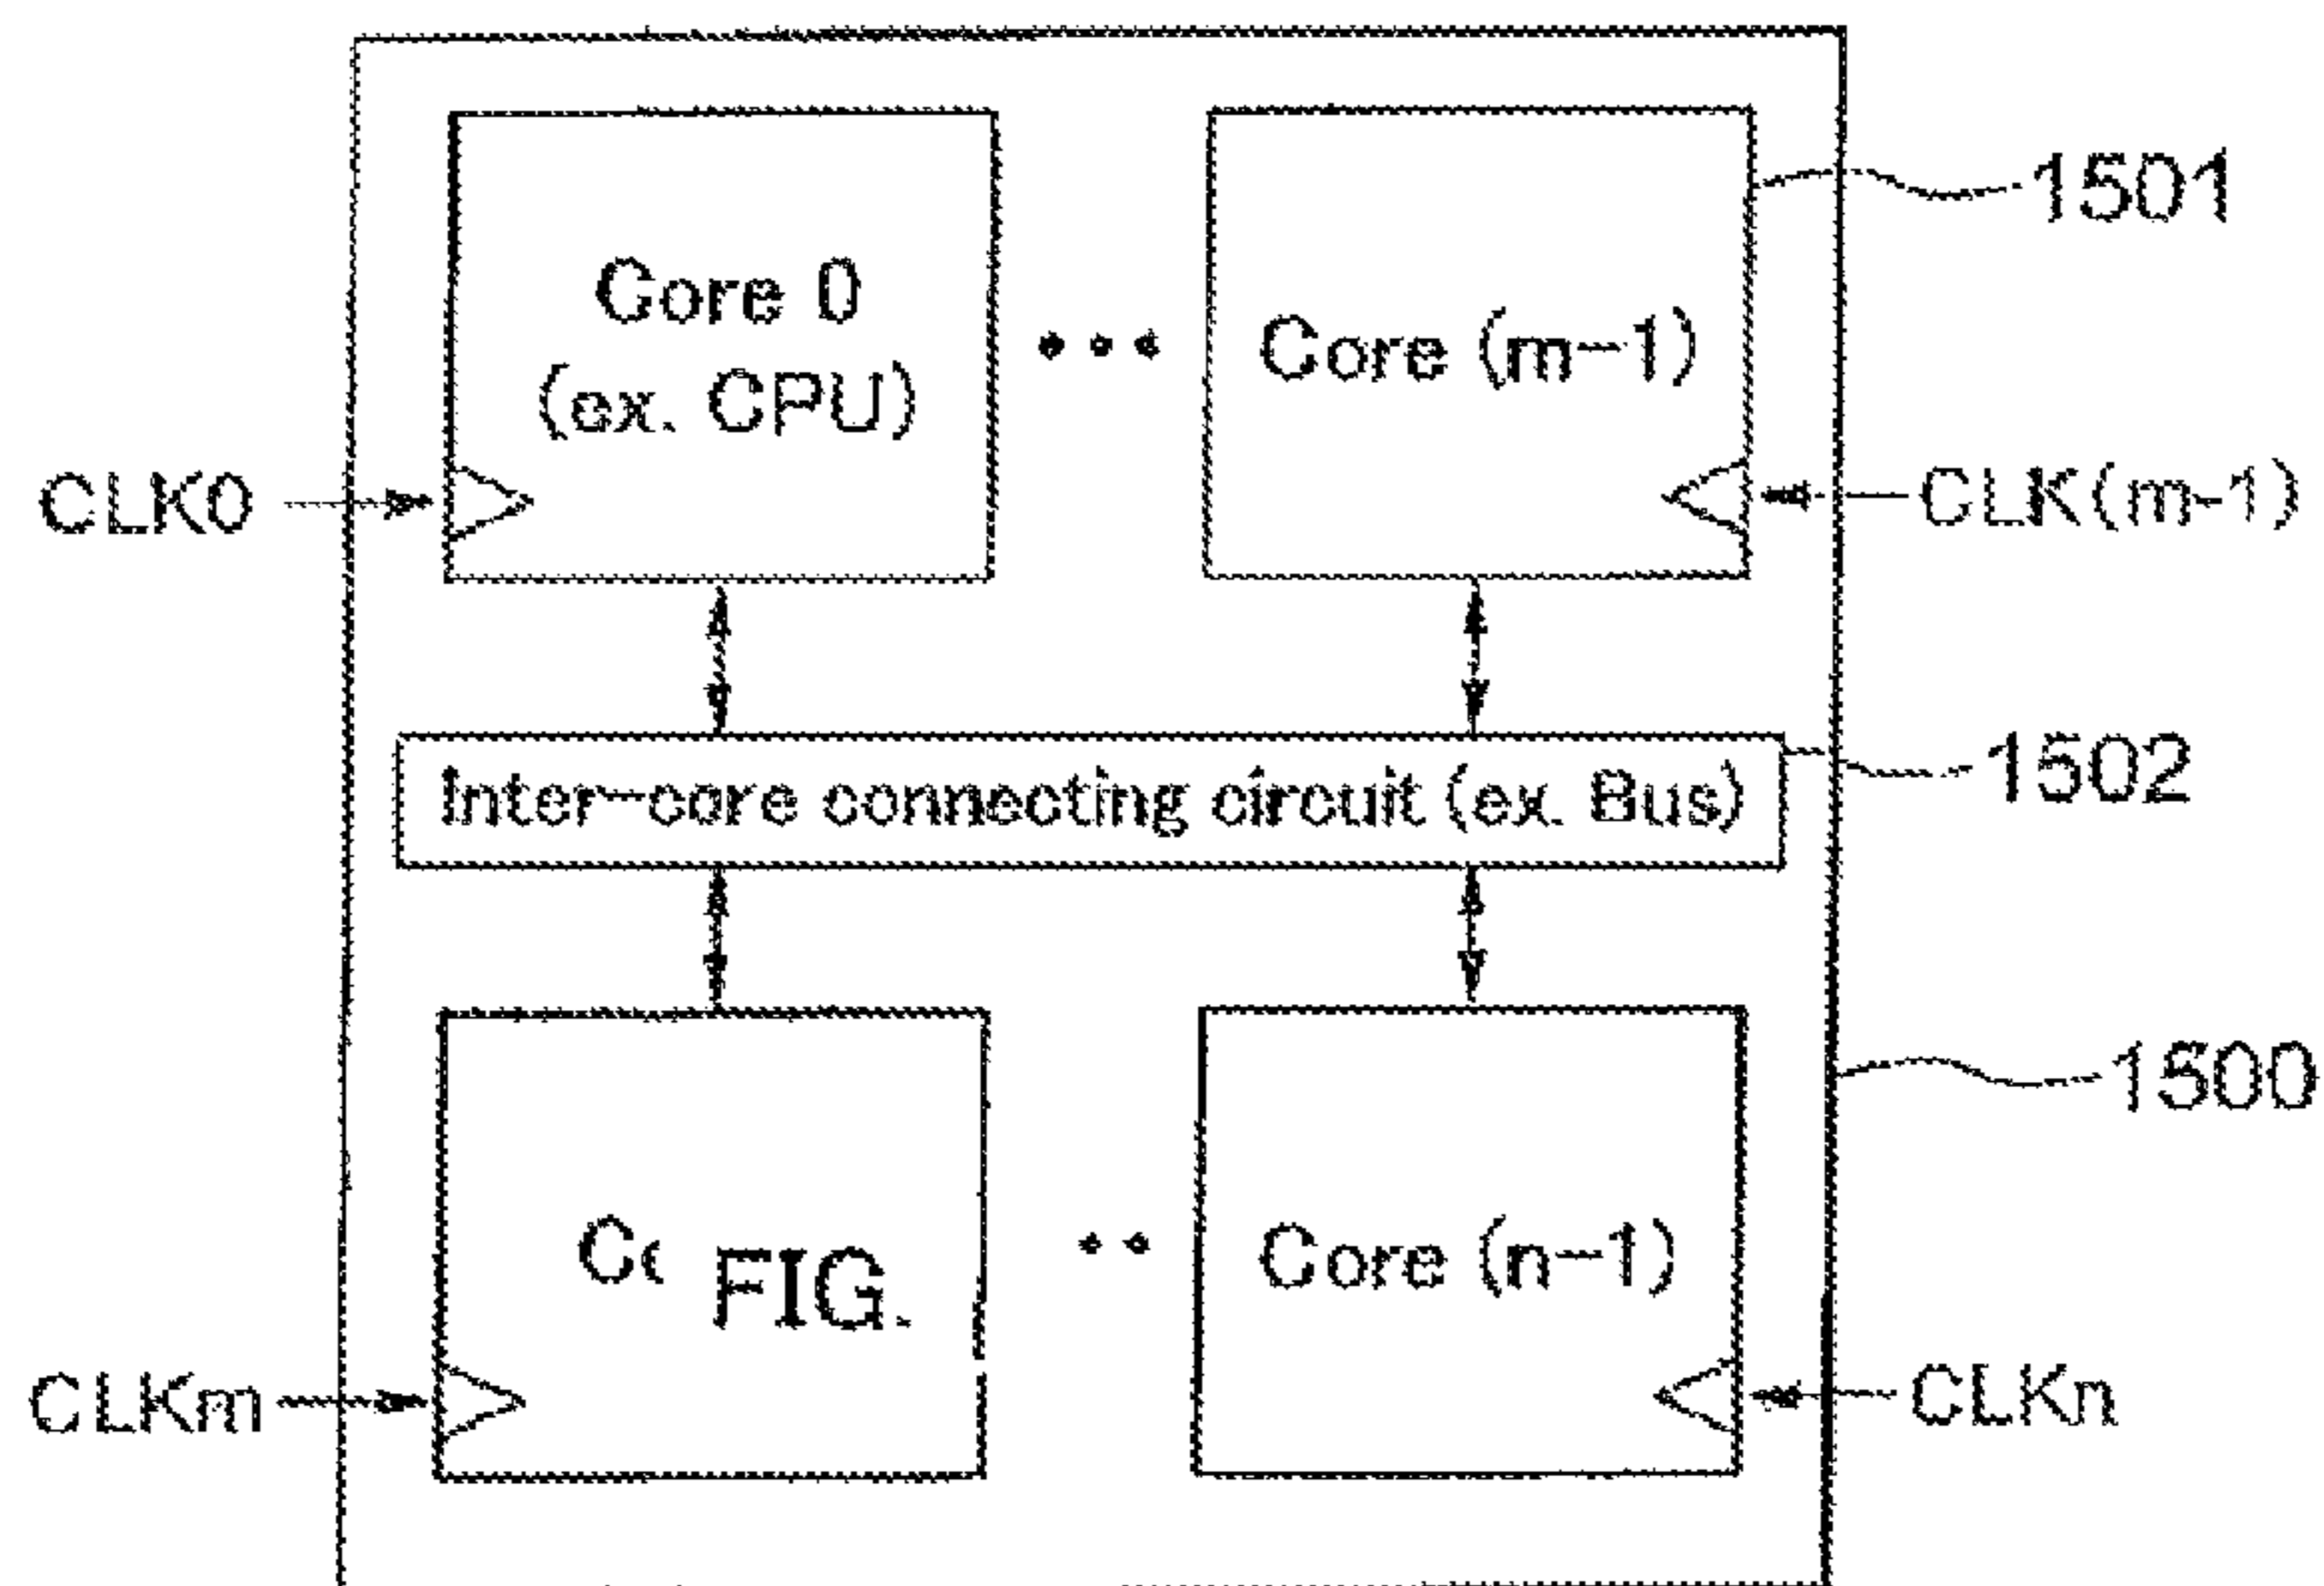 1501
Core 0
(ex. CPU)
Core (m-1)
CLK0
CLK(m-1)
Inter-core connecting circuit (ex. Bus)
1502
1500
FIG.
Core (n-1)
CLKm
CLKn